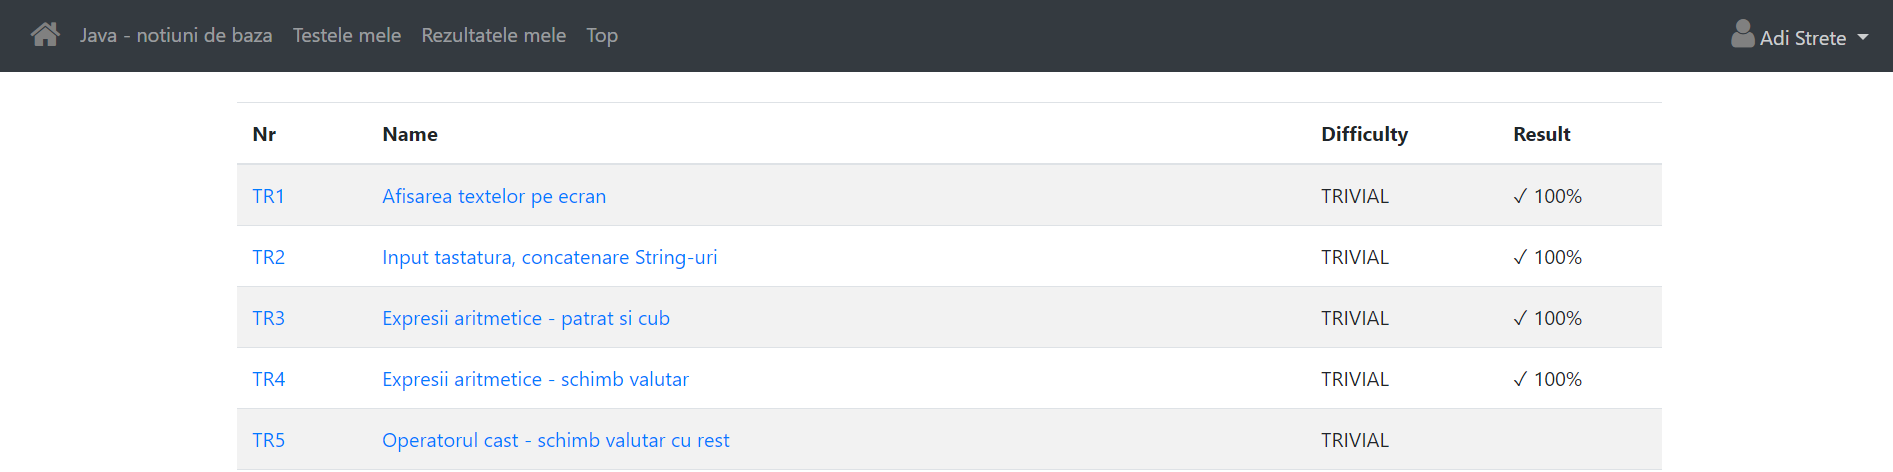 Java - notiuni de baza Testele mele Rezultatele mele Top Adi Strete
Nr Name Difficulty Result
TR1 Afisarea textelor pe ecran TRIVIAL ✓ 100%
TR2 Input tastatura, concatenare String-uri TRIVIAL ✓ 100%
TR3 Expresii aritmetice - patrat si cub TRIVIAL ✓ 100%
TR4 Expresii aritmetice - schimb valutar TRIVIAL ✓ 100%
TR5 Operatorul cast - schimb valutar cu rest TRIVIAL